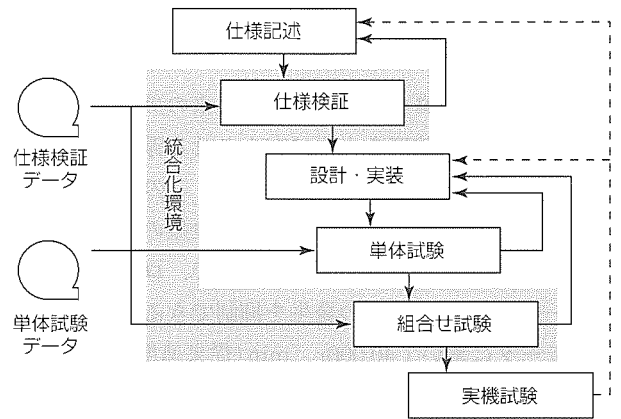 仕様記述
仕様検証
仕様検証
データ
統合化環境
設計・実装
単体試験
単体試験
データ
組合せ試験
実機試験